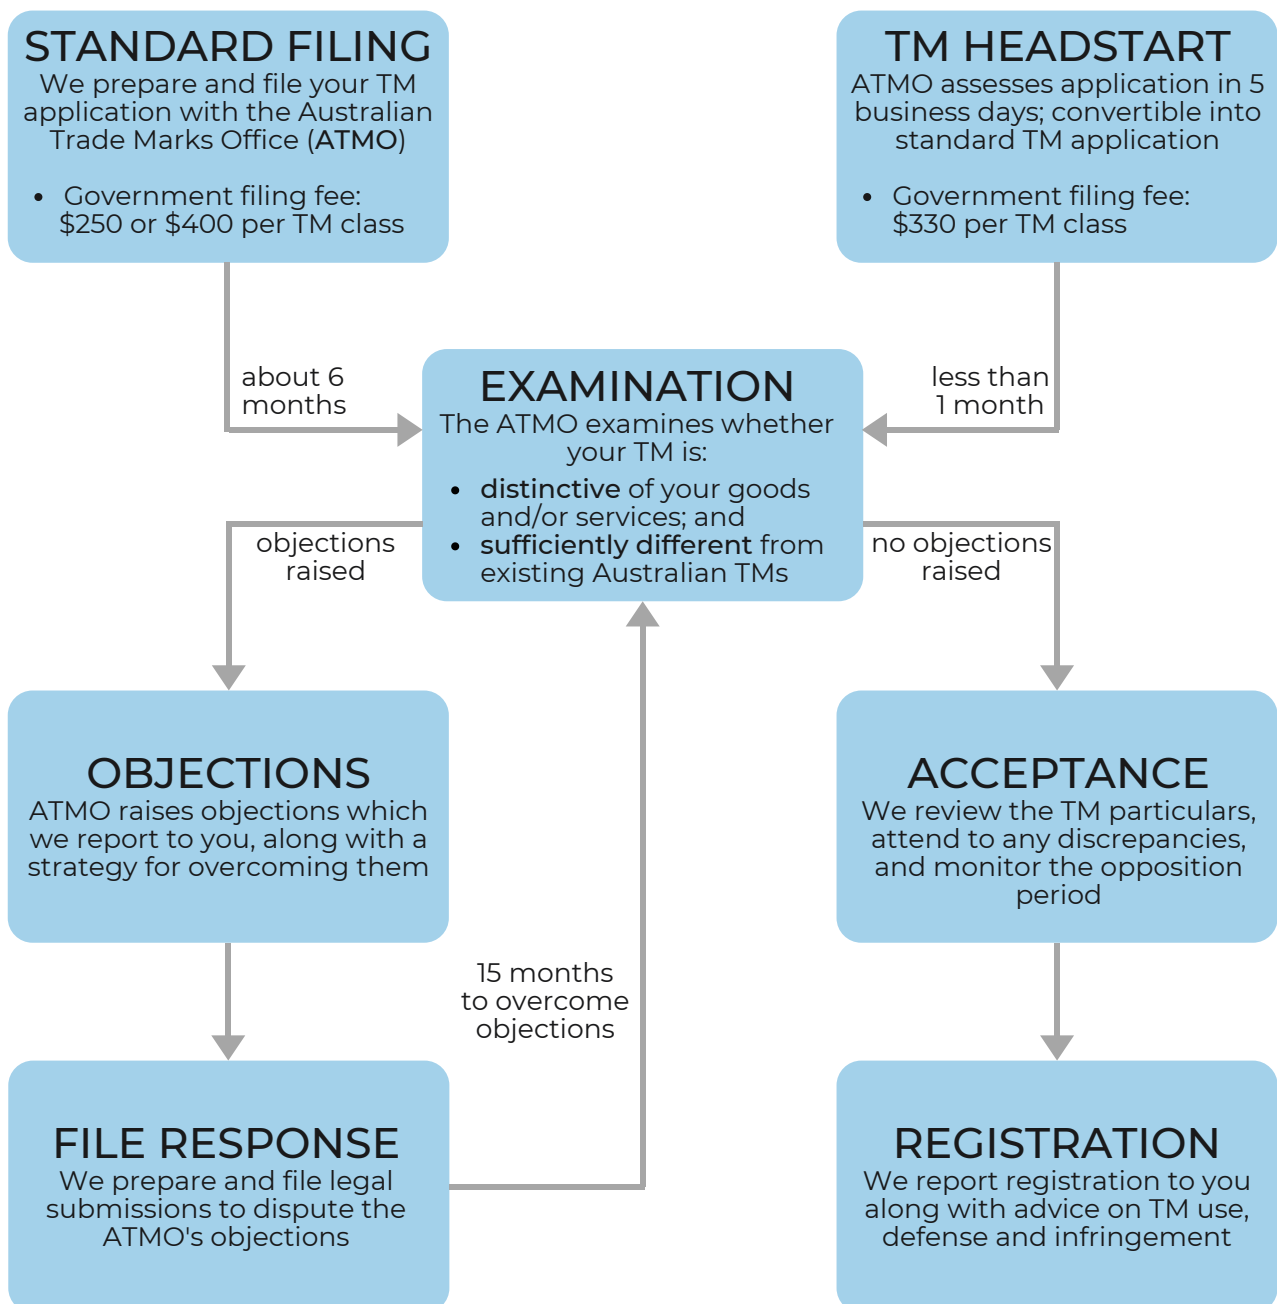 STANDARD FILING
We prepare and file your TM
application with the Australian
Trade Marks Office (ATMO)
• Government filing fee:
$250 or $400 per TM class
TM HEADSTART
ATMO assesses application in 5
business days; convertible into
standard TM application
• Government filing fee:
$330 per TM class
about 6
months
less than
1 month
EXAMINATION
The ATMO examines whether
your TM is:
• distinctive of your goods
and/or services; and
• sufficiently different from
existing Australian TMs
objections
raised
no objections
raised
OBJECTIONS
ATMO raises objections which
we report to you, along with a
strategy for overcoming them
ACCEPTANCE
We review the TM particulars,
attend to any discrepancies,
and monitor the opposition
period
15 months
to overcome
objections
FILE RESPONSE
We prepare and file legal
submissions to dispute the
ATMO's objections
REGISTRATION
We report registration to you
along with advice on TM use,
defense and infringement